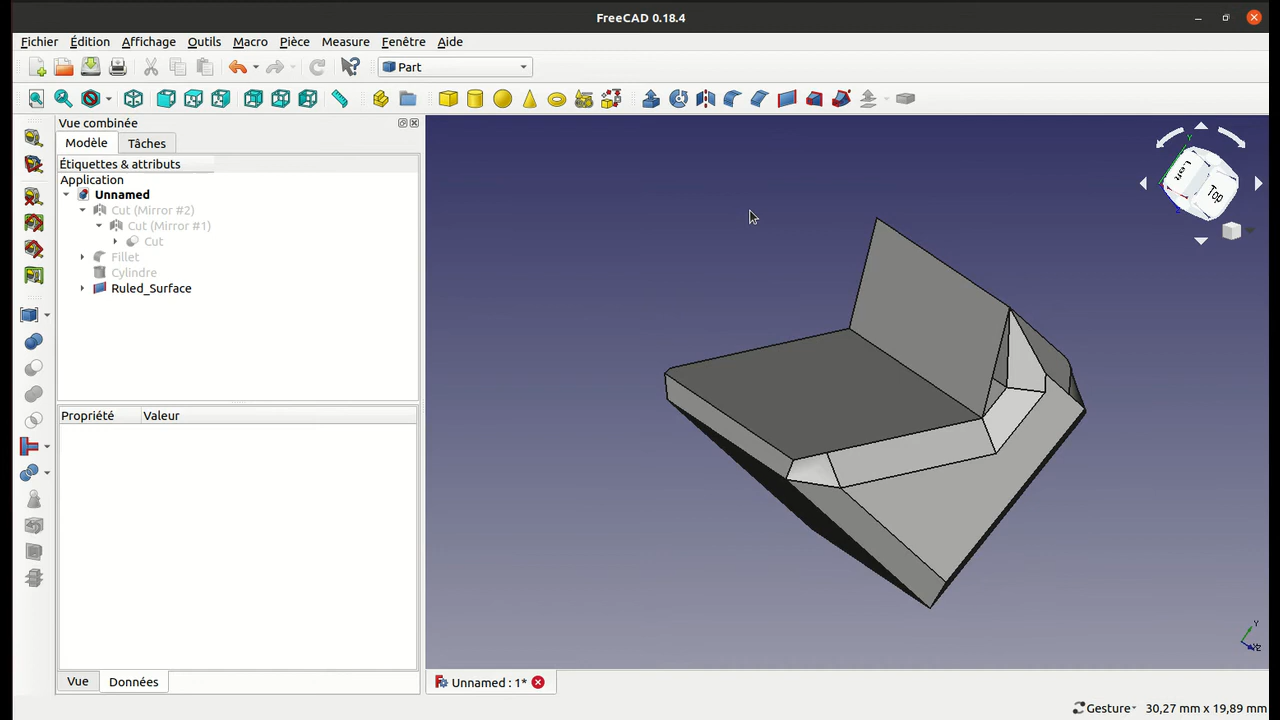 FreeCAD 0.18.4
Fichier Édition Affichage Outils Macro Pièce Measure Fenêtre Aide
Part
Vue combinée
Modèle Tâches
Étiquettes & attributs
Application
Unnamed
Cut (Mirror #2)
Cut (Mirror #1)
Cut
Fillet
Cylindre
Ruled_Surface
Propriété Valeur
Vue Données
Left
Top
Y
Unnamed : 1*
Gesture 30,27 mm x 19,89 mm